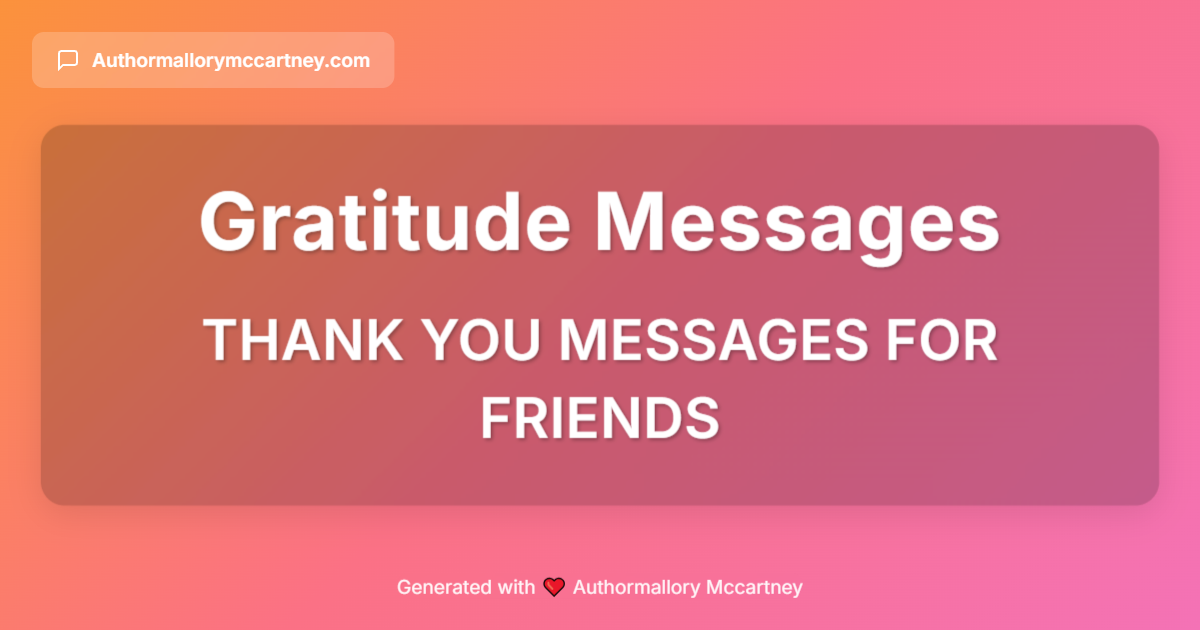 Authormallorymccartney.com
Gratitude Messages
THANK YOU MESSAGES FOR
FRIENDS
Generated with ❤️ Authormallory Mccartney